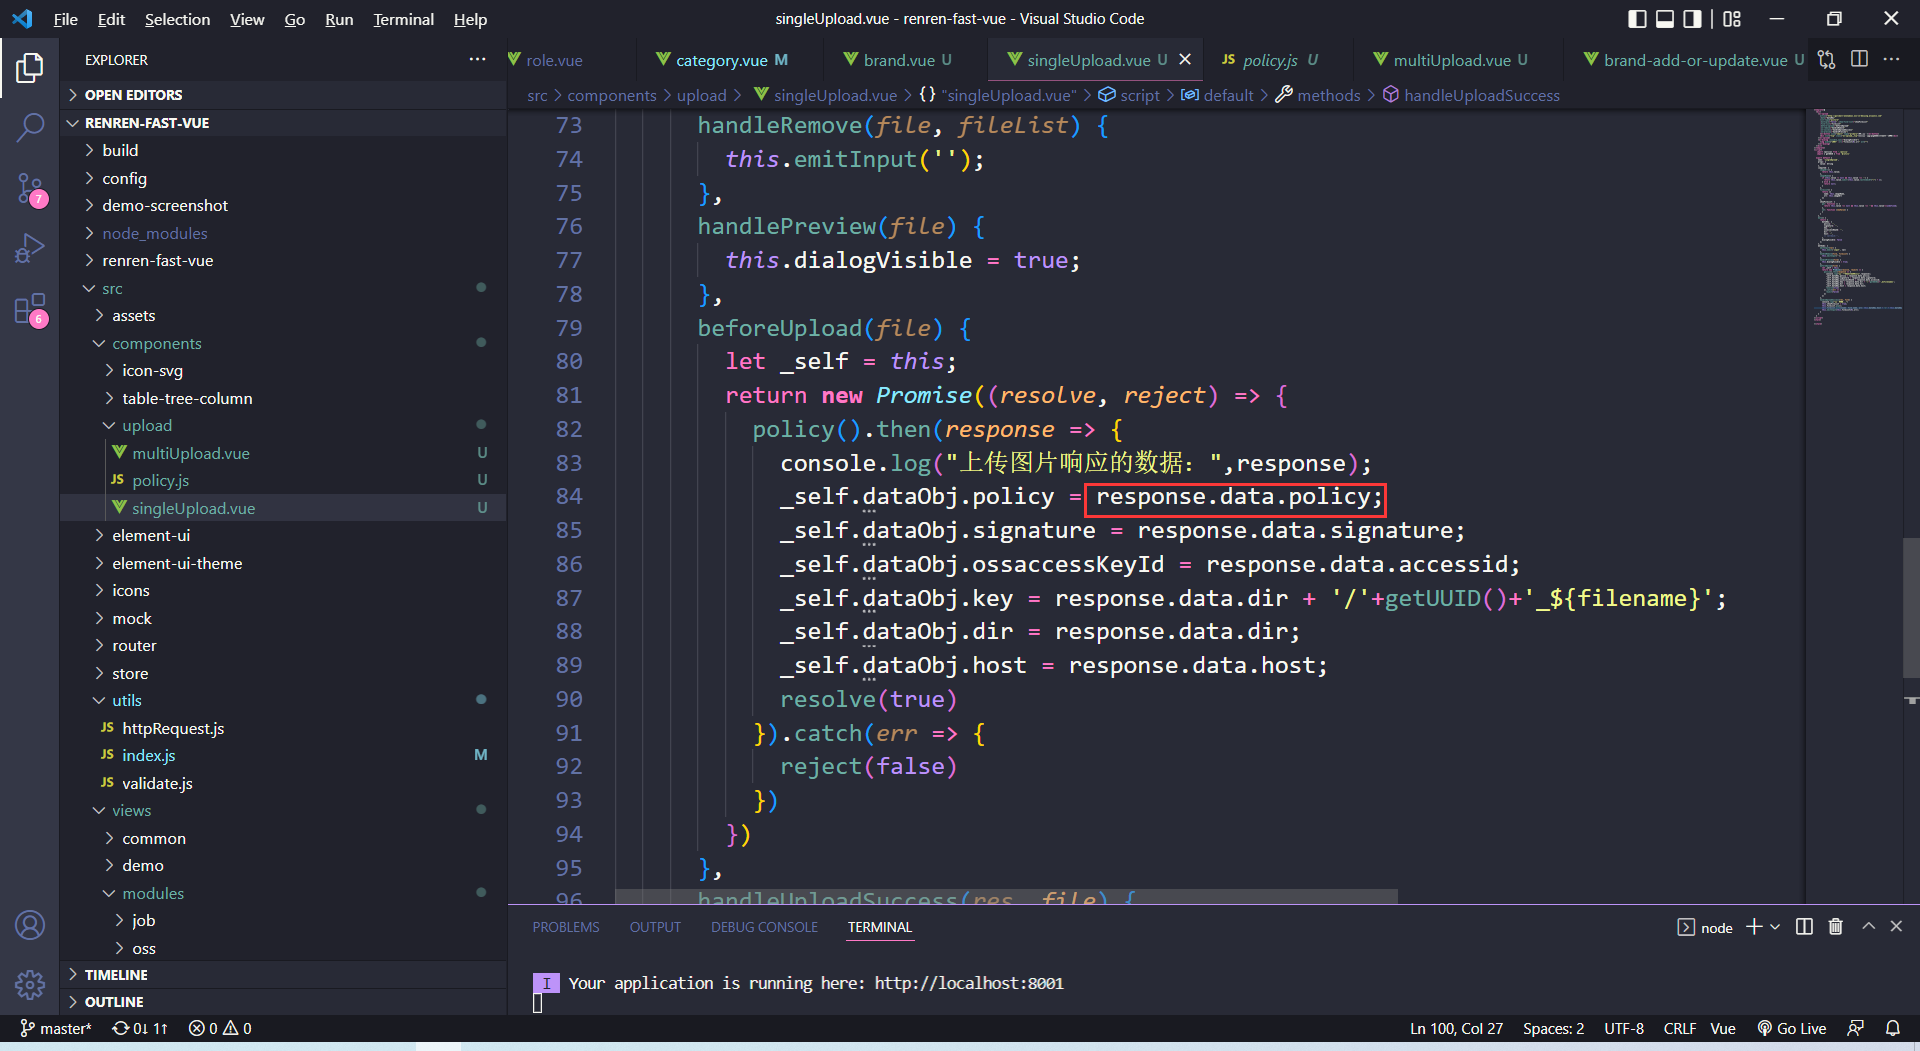 File Edit Selection View Go Run Terminal Help
singleUpload.vue - renren-fast-vue - Visual Studio Code
EXPLORER
role.vue
category.vue M
brand.vue U
singleUpload.vue U
JS policy.js U
multiUpload.vue U
brand-add-or-update.vue U
src > components > upload > singleUpload.vue > {} "singleUpload.vue" > script > default > methods > handleUploadSuccess
OPEN EDITORS
RENREN-FAST-VUE
build
config
demo-screenshot
node_modules
renren-fast-vue
src
assets
components
icon-svg
table-tree-column
upload
multiUpload.vue U
JS policy.js U
singleUpload.vue U
element-ui
element-ui-theme
icons
mock
router
store
utils
JS httpRequest.js
JS index.js M
JS validate.js
views
common
demo
modules
job
oss
TIMELINE
OUTLINE
7
6
73 handleRemove(file, fileList) {
74 this.emitInput('');
75 },
76 handlePreview(file) {
77 this.dialogVisible = true;
78 },
79 beforeUpload(file) {
80 let _self = this;
81 return new Promise((resolve, reject) => {
82 policy().then(response => {
83 console.log("上传图片响应的数据：",response);
84 _self.dataObj.policy = response.data.policy;
85 _self.dataObj.signature = response.data.signature;
86 _self.dataObj.ossaccessKeyId = response.data.accessid;
87 _self.dataObj.key = response.data.dir + '/'+getUUID()+'_${filename}';
88 _self.dataObj.dir = response.data.dir;
89 _self.dataObj.host = response.data.host;
90 resolve(true)
91 }).catch(err => {
92 reject(false)
93 })
94 })
95 },
96 handleUploadSuccess(res, file) {
PROBLEMS OUTPUT DEBUG CONSOLE TERMINAL
node
I Your application is running here: http://localhost:8001
master* 0↓ 1↑ 0 0
Ln 100, Col 27 Spaces: 2 UTF-8 CRLF Vue Go Live